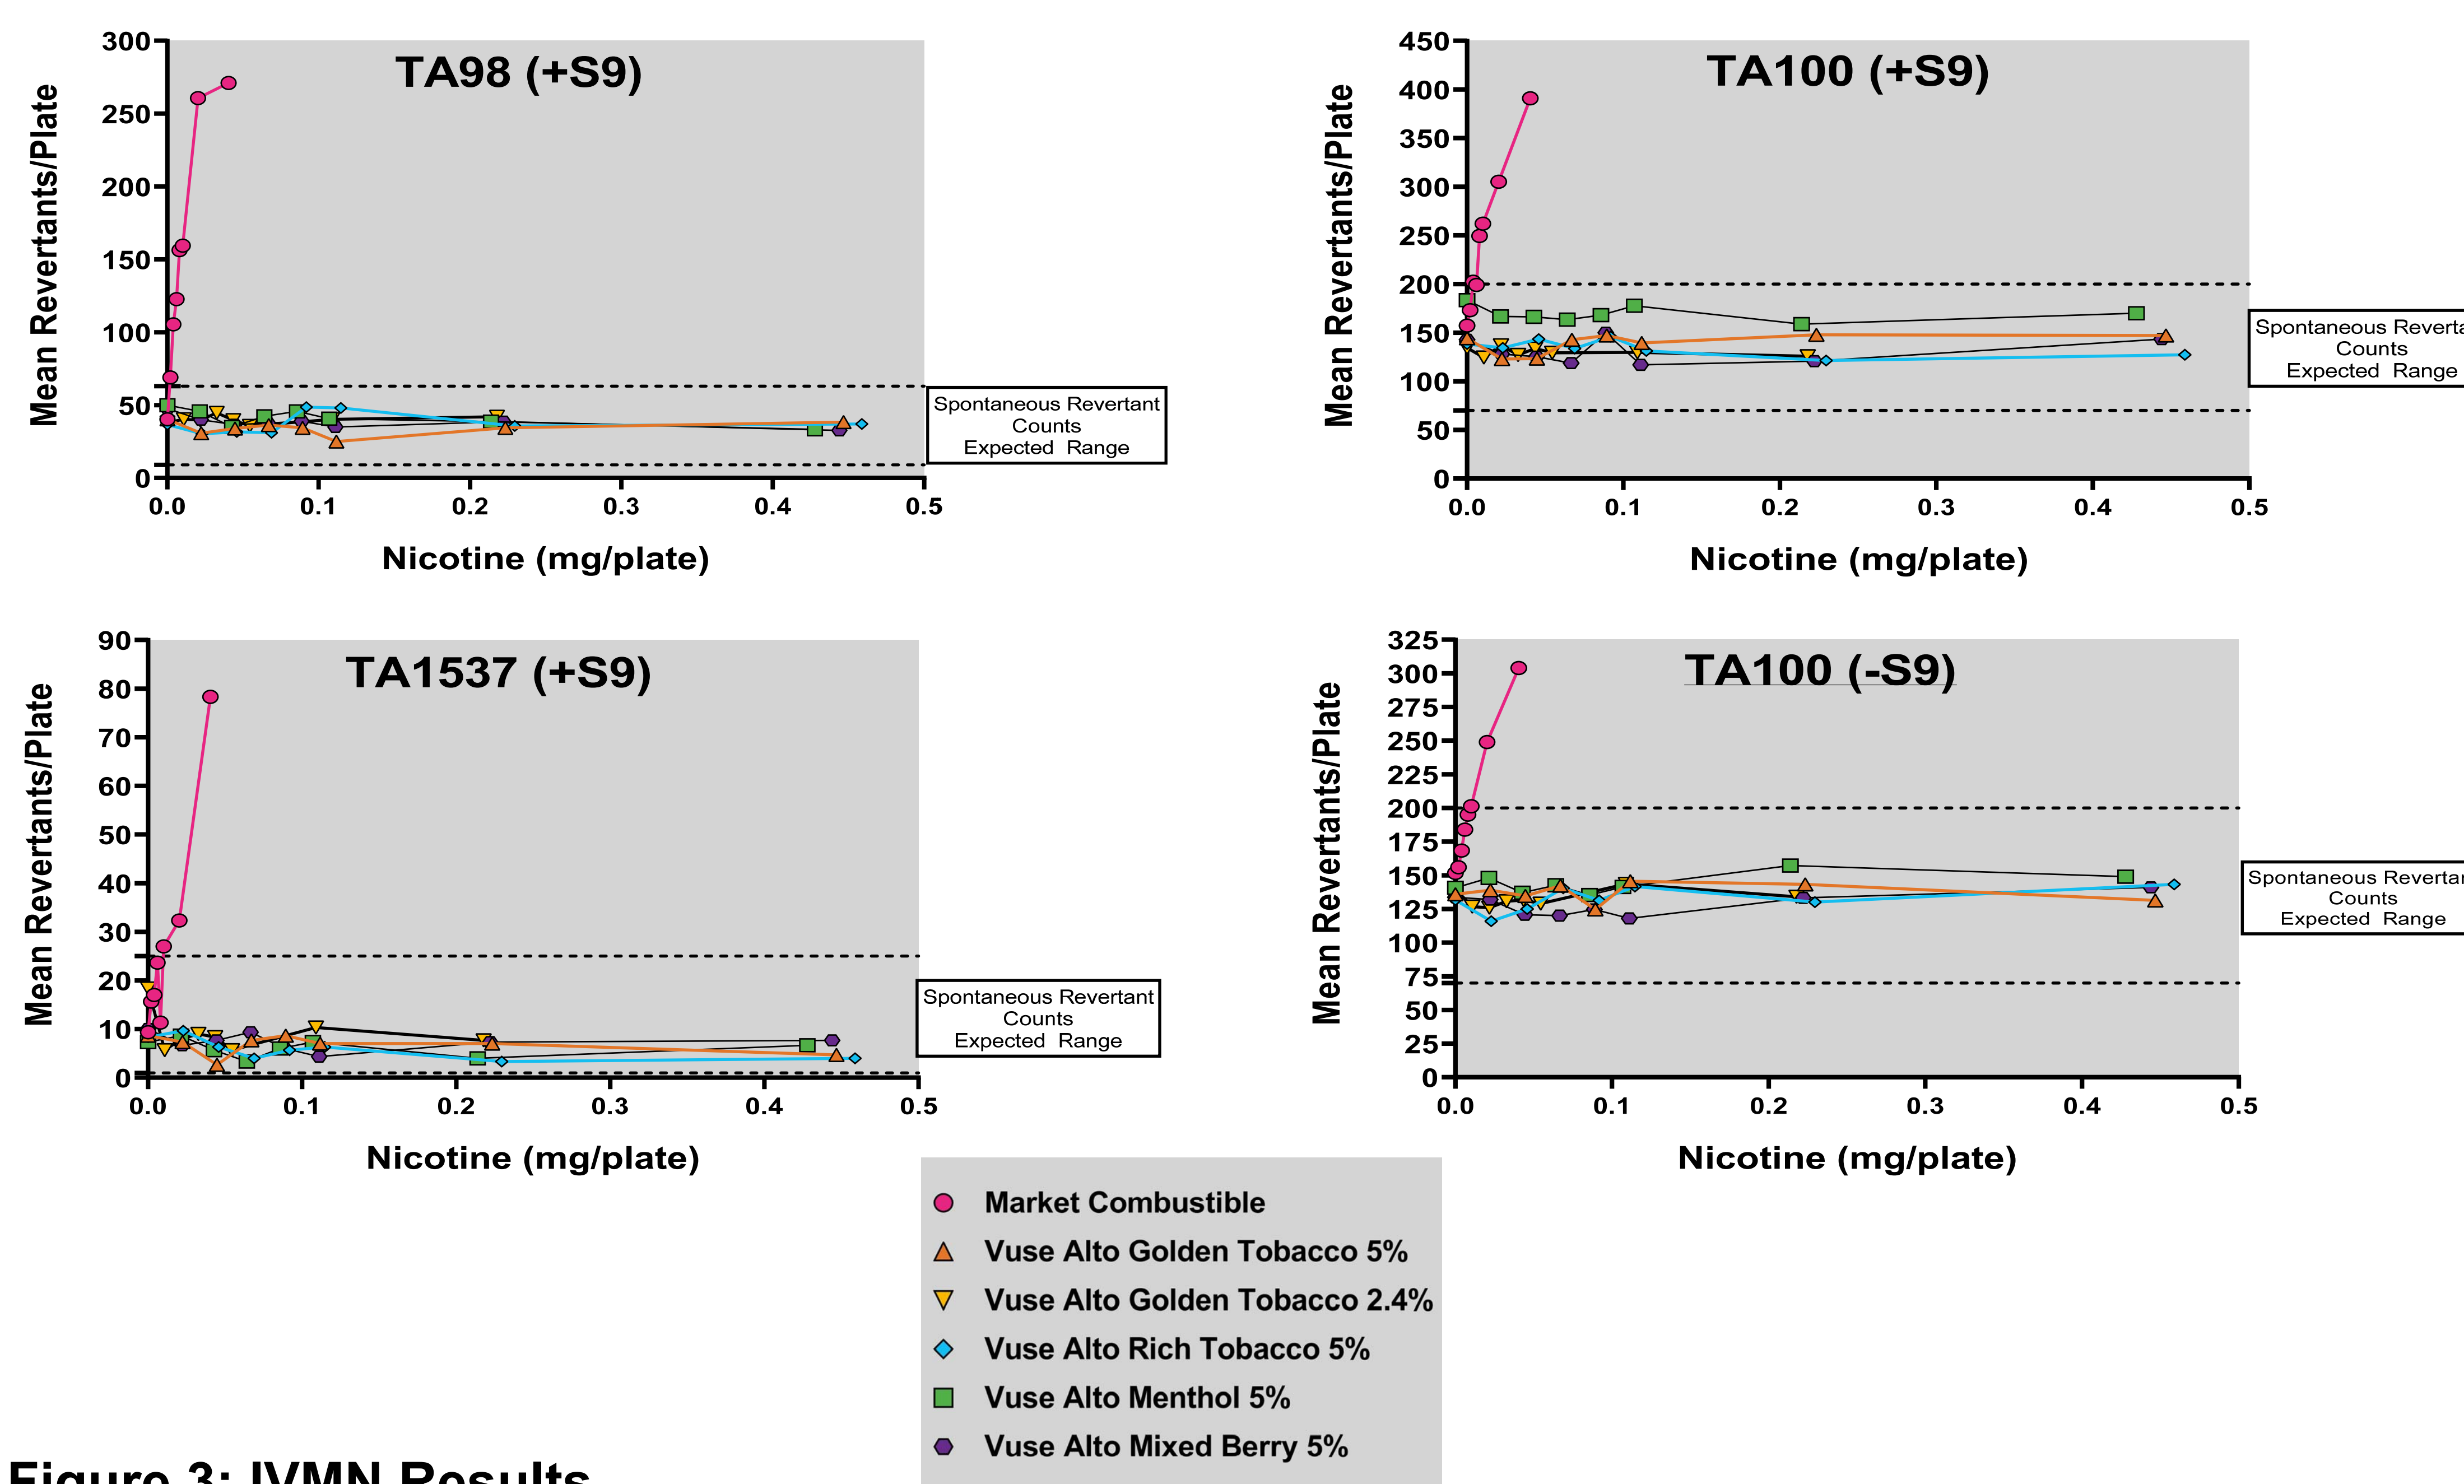 TA98 (+S9)
Mean Revertants/Plate
300
250
200
150
100
50
0
0.0 0.1 0.2 0.3 0.4 0.5
Nicotine (mg/plate)
Spontaneous Revertant
Counts
Expected Range
TA100 (+S9)
Mean Revertants/Plate
450
400
350
300
250
200
150
100
50
0
0.0 0.1 0.2 0.3 0.4 0.5
Nicotine (mg/plate)
Spontaneous Reverta
Counts
Expected Range
TA1537 (+S9)
Mean Revertants/Plate
90
80
70
60
50
40
30
20
10
0
0.0 0.1 0.2 0.3 0.4 0.5
Nicotine (mg/plate)
Spontaneous Revertant
Counts
Expected Range
TA100 (-S9)
Mean Revertants/Plate
325
300
275
250
225
200
175
150
125
100
75
50
25
0
0.0 0.1 0.2 0.3 0.4 0.5
Nicotine (mg/plate)
Spontaneous Revertan
Counts
Expected Range
Market Combustible
Vuse Alto Golden Tobacco 5%
Vuse Alto Golden Tobacco 2.4%
Vuse Alto Rich Tobacco 5%
Vuse Alto Menthol 5%
Vuse Alto Mixed Berry 5%
Figure 3: IVMN Results